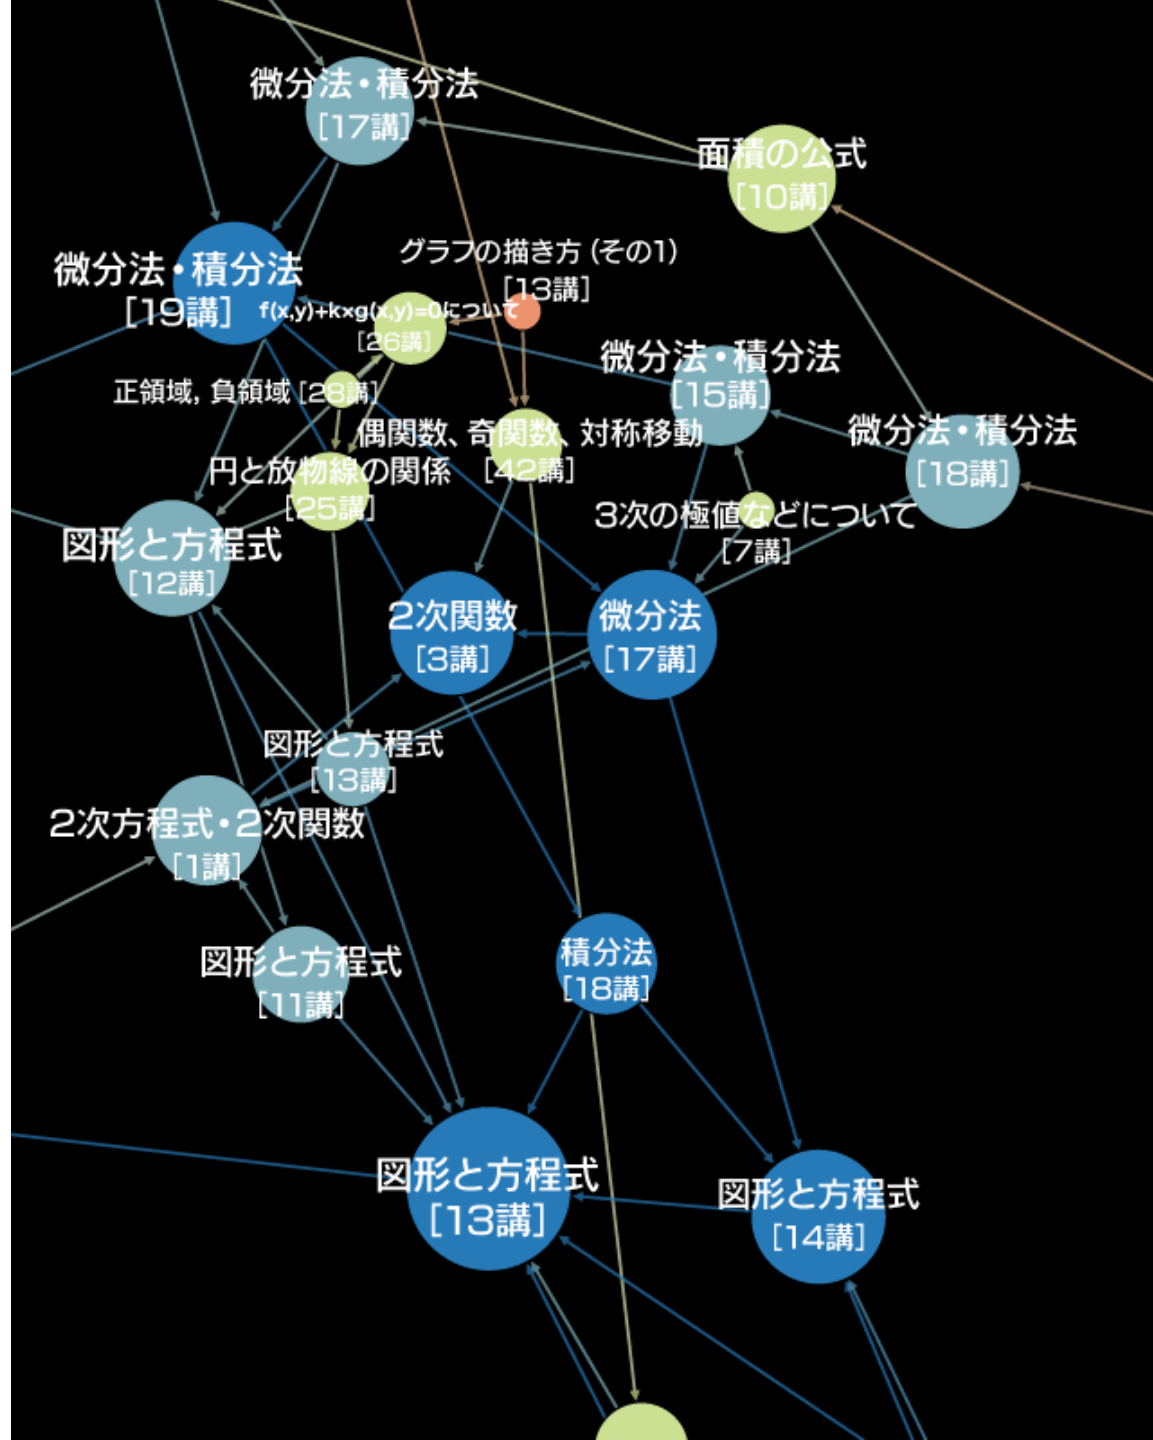 微分法・積分法
[17講]
面積の公式
[10講]
グラフの描き方（その1）
[13講]
微分法・積分法
[19講]
f(x,y)+k×g(x,y)=0について
[26講]
微分法・積分法
[15講]
正領域, 負領域 [28講]
偶関数、奇関数、対称移動
[42講]
微分法・積分法
[18講]
円と放物線の関係
[25講]
3次の極値などについて
[7講]
図形と方程式
[12講]
2次関数
[3講]
微分法
[17講]
図形と方程式
[13講]
2次方程式・2次関数
[1講]
図形と方程式
[11講]
積分法
[18講]
図形と方程式
[13講]
図形と方程式
[14講]